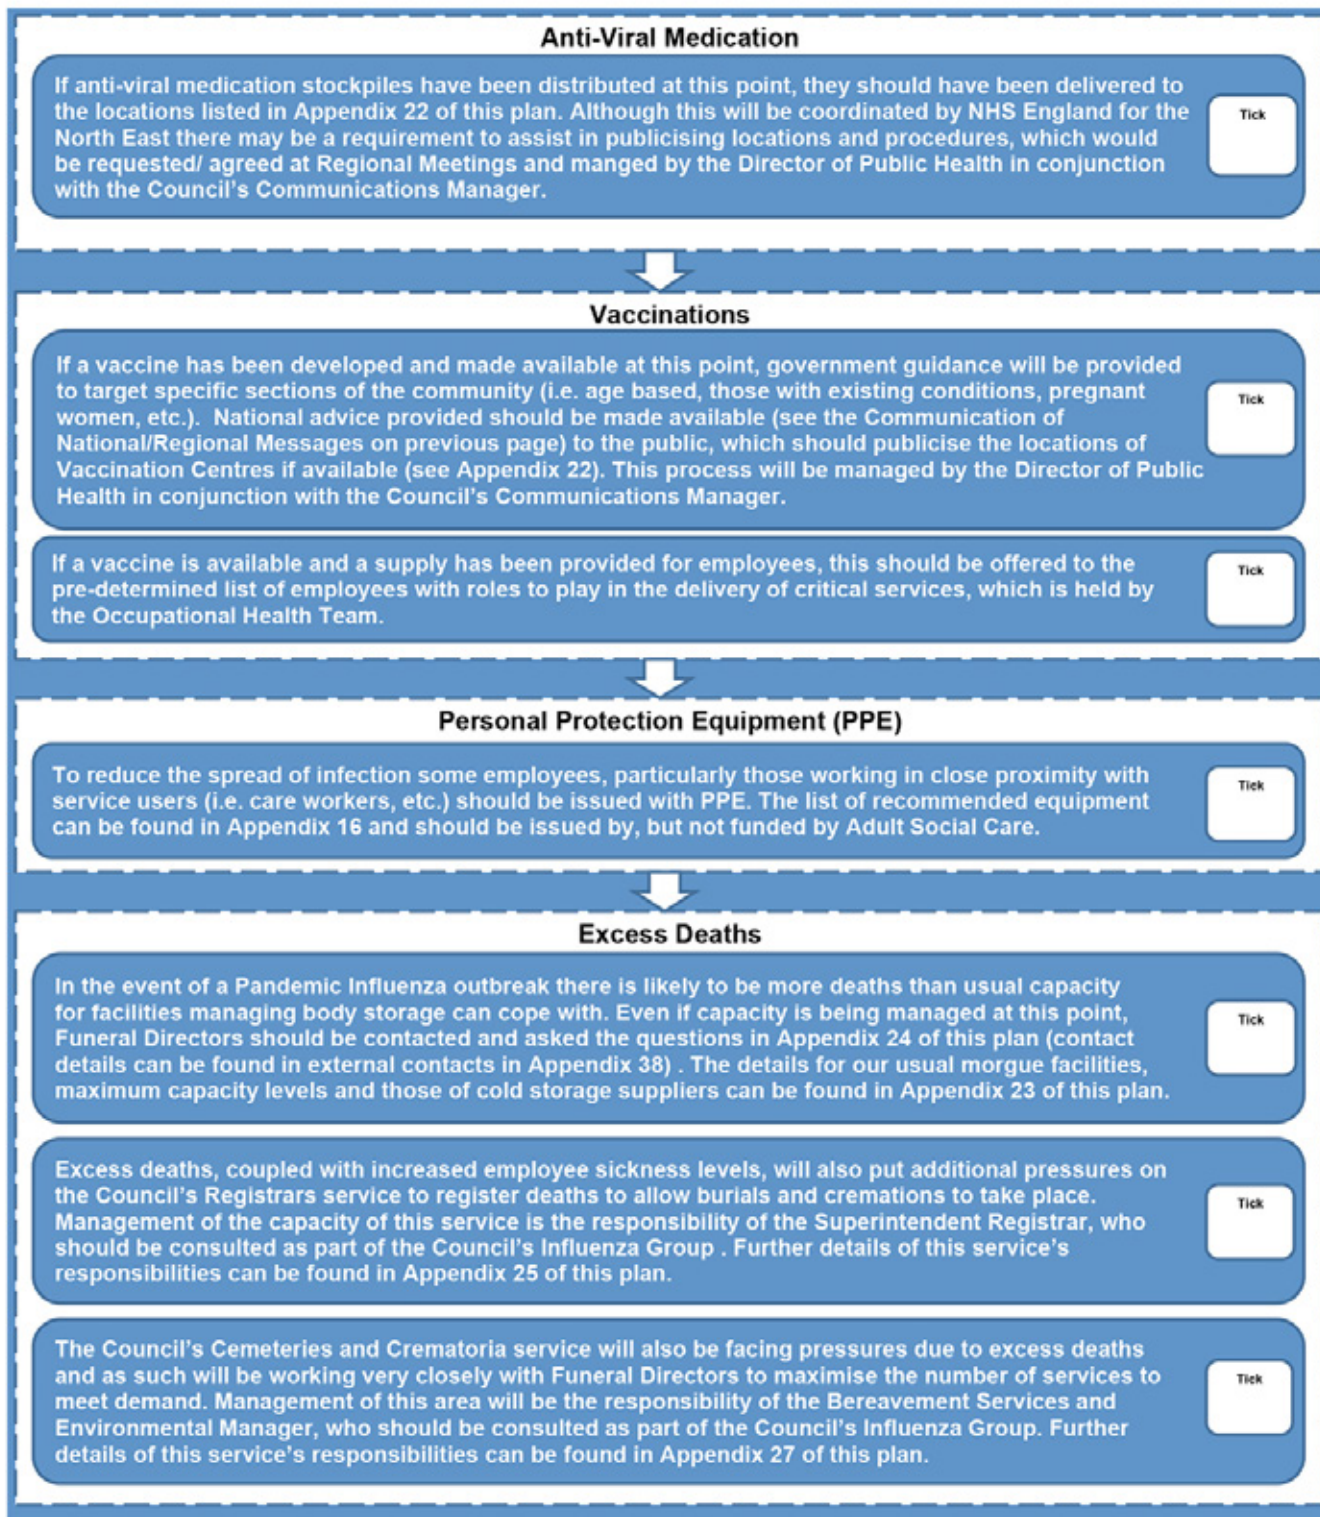 Anti-Viral Medication
If anti-viral medication stockpiles have been distributed at this point, they should have been delivered to
the locations listed in Appendix 22 of this plan. Although this will be coordinated by NHS England for the
North East there may be a requirement to assist in publicising locations and procedures, which would
be requested/ agreed at Regional Meetings and manged by the Director of Public Health in conjunction
with the Council's Communications Manager.
Tick
Vaccinations
If a vaccine has been developed and made available at this point, government guidance will be provided
to target specific sections of the community (i.e. age based, those with existing conditions, pregnant
women, etc.).  National advice provided should be made available (see the Communication of
National/Regional Messages on previous page) to the public, which should publicise the locations of
Vaccination Centres if available (see Appendix 22). This process will be managed by the Director of Public
Health in conjunction with the Council's Communications Manager.
Tick
If a vaccine is available and a supply has been provided for employees, this should be offered to the
pre-determined list of employees with roles to play in the delivery of critical services, which is held by
the Occupational Health Team.
Tick
Personal Protection Equipment (PPE)
To reduce the spread of infection some employees, particularly those working in close proximity with
service users (i.e. care workers, etc.) should be issued with PPE. The list of recommended equipment
can be found in Appendix 16 and should be issued by, but not funded by Adult Social Care.
Tick
Excess Deaths
In the event of a Pandemic Influenza outbreak there is likely to be more deaths than usual capacity
for facilities managing body storage can cope with. Even if capacity is being managed at this point,
Funeral Directors should be contacted and asked the questions in Appendix 24 of this plan (contact
details can be found in external contacts in Appendix 38) . The details for our usual morgue facilities,
maximum capacity levels and those of cold storage suppliers can be found in Appendix 23 of this plan.
Tick
Excess deaths, coupled with increased employee sickness levels, will also put additional pressures on
the Council's Registrars service to register deaths to allow burials and cremations to take place.
Management of the capacity of this service is the responsibility of the Superintendent Registrar, who
should be consulted as part of the Council's Influenza Group . Further details of this service's
responsibilities can be found in Appendix 25 of this plan.
Tick
The Council's Cemeteries and Crematoria service will also be facing pressures due to excess deaths
and as such will be working very closely with Funeral Directors to maximise the number of services to
meet demand. Management of this area will be the responsibility of the Bereavement Services and
Environmental Manager, who should be consulted as part of the Council's Influenza Group. Further
details of this service's responsibilities can be found in Appendix 27 of this plan.
Tick